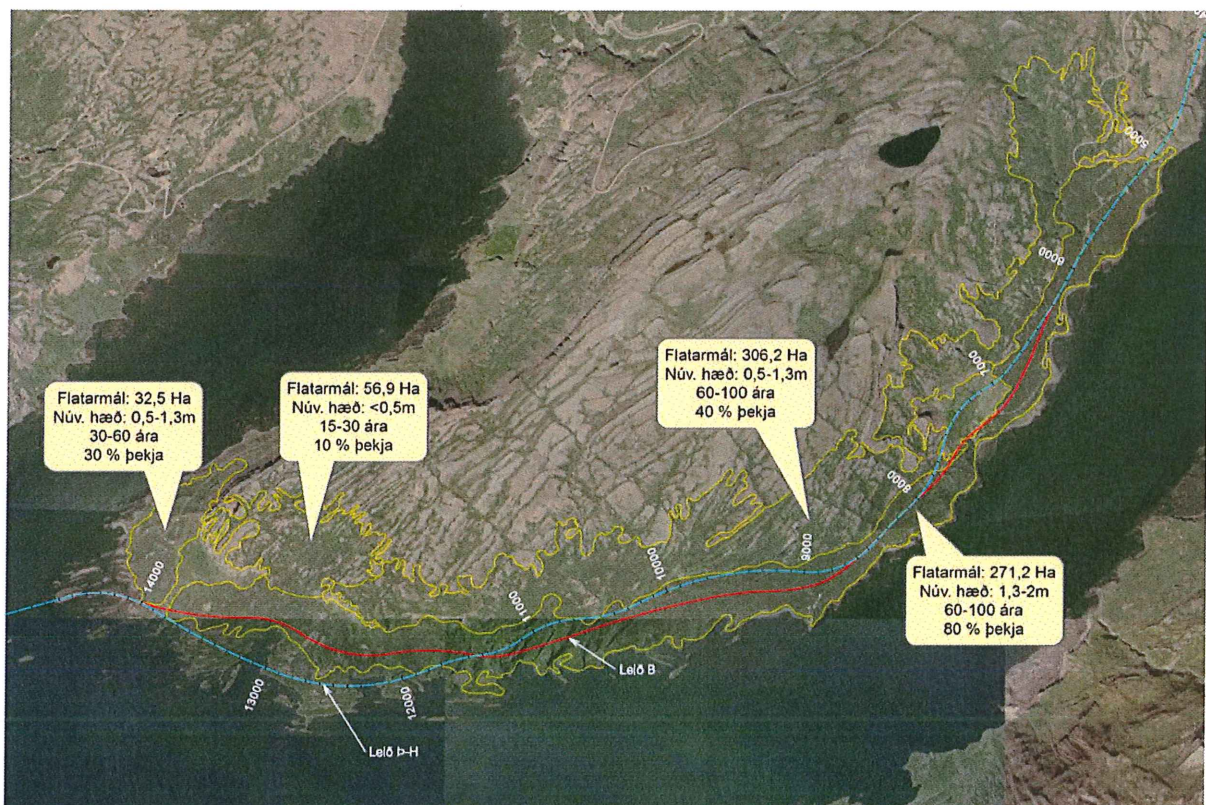 Flatarmál: 32,5 Ha
Núv. hæð: 0,5-1,3m
30-60 ára
30 % þekja
Flatarmál: 56,9 Ha
Núv. hæð: <0,5m
15-30 ára
10 % þekja
Flatarmál: 306,2 Ha
Núv. hæð: 0,5-1,3m
60-100 ára
40 % þekja
Flatarmál: 271,2 Ha
Núv. hæð: 1,3-2m
60-100 ára
80 % þekja
5000
6000
7000
8000
9000
10000
11000
12000
13000
14000
Leið B
Leið Þ-H